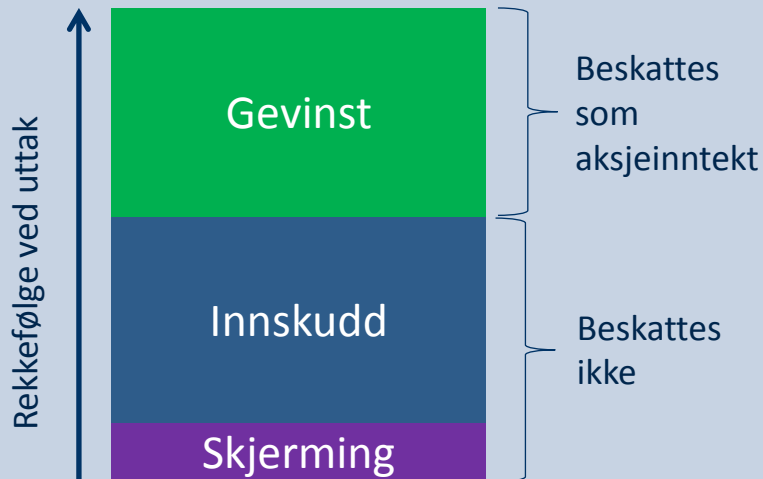 Rekkefølge ved uttak
Gevinst
Beskattes
som
aksjeinntekt
Innskudd
Beskattes
ikke
Skjerming